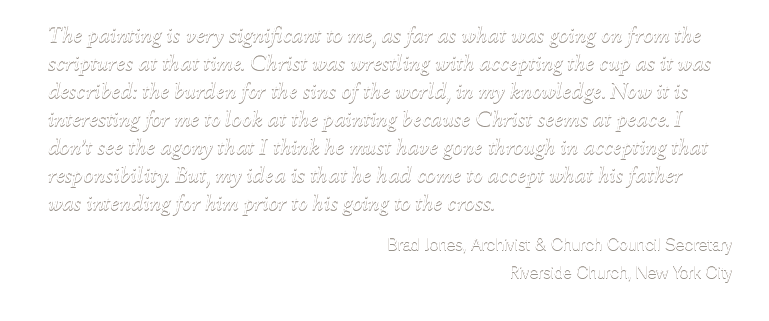 The painting is very significant to me, as far as what was going on from the
scriptures at that time. Christ was wrestling with accepting the cup as it was
described: the burden for the sins of the world, in my knowledge. Now it is
interesting for me to look at the painting because Christ seems at peace. I
don't see the agony that I think he must have gone through in accepting that
responsibility. But, my idea is that he had come to accept what his father
was intending for him prior to his going to the cross.
Brad Jones, Archivist & Church Council Secretary
Riverside Church, New York City